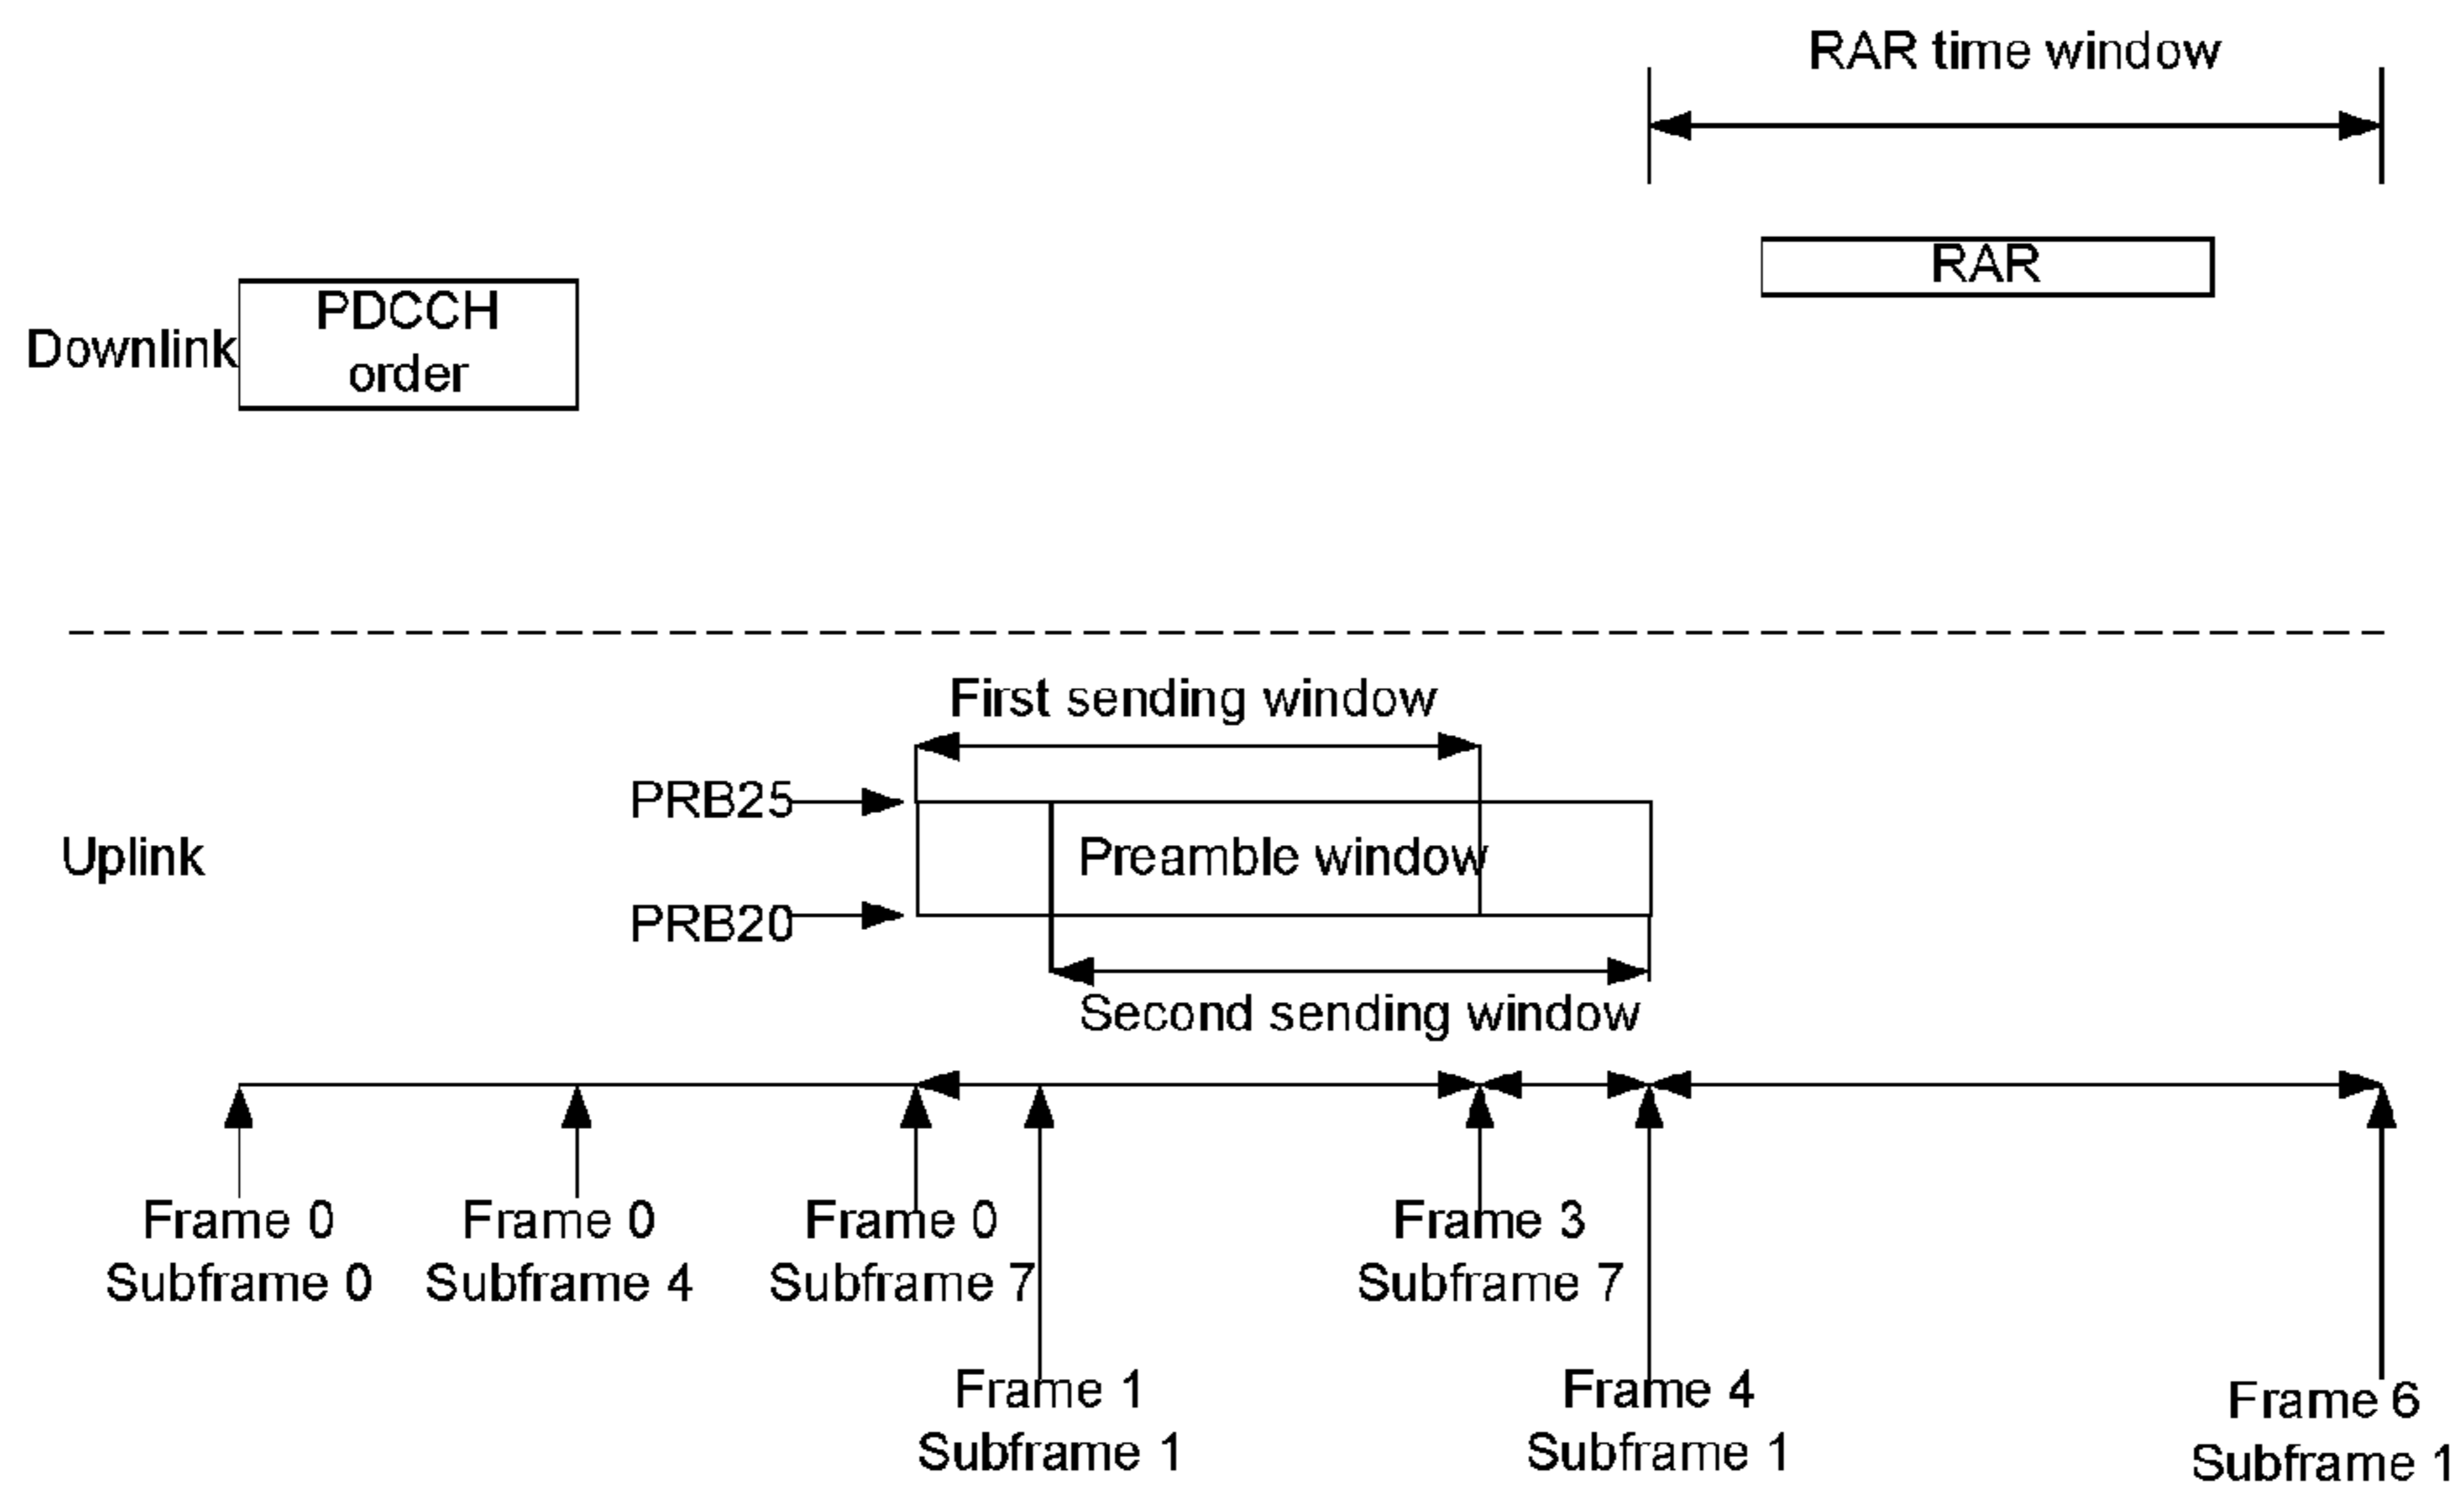 RAR time window
RAR
PDCCH
order
Downlink
First sending window
PRB25
Preamble window
Uplink
PRB20
Second sending window
Frame 0
Subframe 0
Frame 0
Subframe 4
Frame 0
Subframe 7
Frame 3
Subframe 7
Frame 1
Subframe 1
Frame 4
Subframe 1
Frame 6
Subframe 1